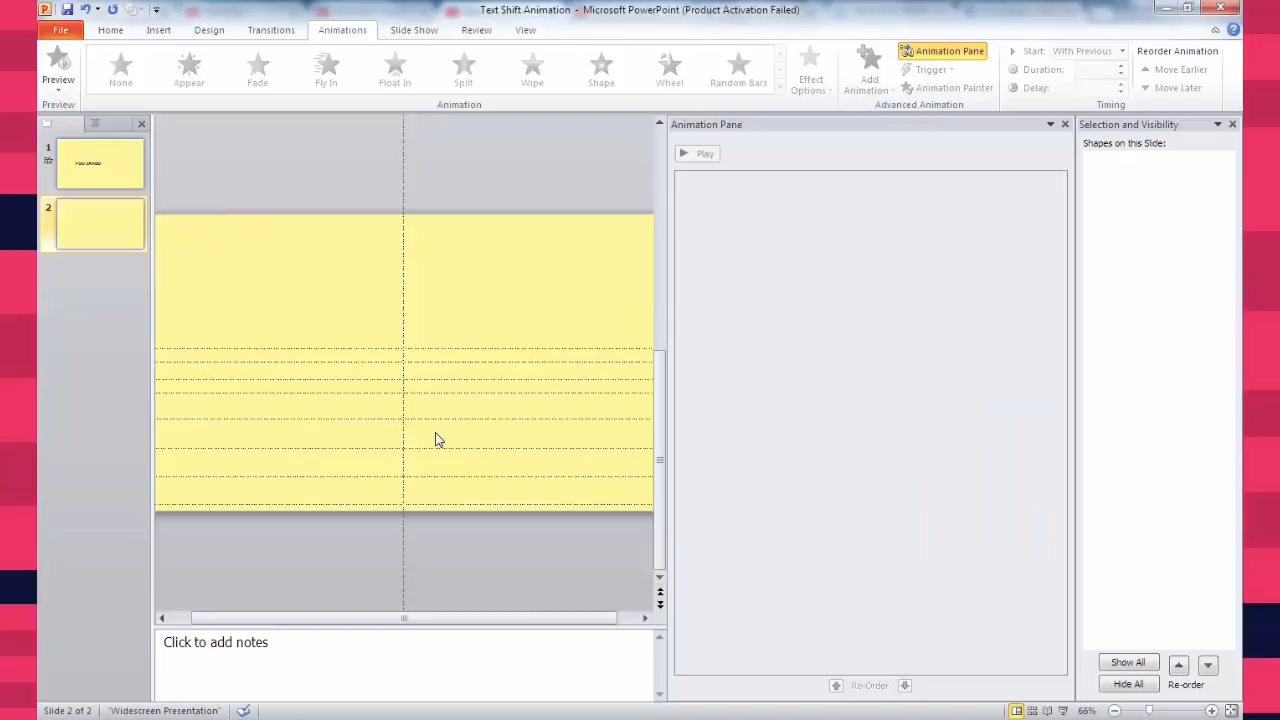 Text Shift Animation - Microsoft PowerPoint (Product Activation Failed)
File Home Insert Design Transitions Animations Slide Show Review View
Preview
Preview
None Appear Fade Fly In Float In Split Wipe Shape Wheel Random Bars
Animation
Effect Options
Add Animation
Animation Pane
Trigger
Animation Painter
Advanced Animation
Start: With Previous
Duration:
Delay:
Reorder Animation
Move Earlier
Move Later
Timing
1
2
Animation Pane
Play
Re-Order
Selection and Visibility
Shapes on this Slide:
Show All
Hide All
Re-order
Click to add notes
Slide 2 of 2 "Widescreen Presentation" 66%